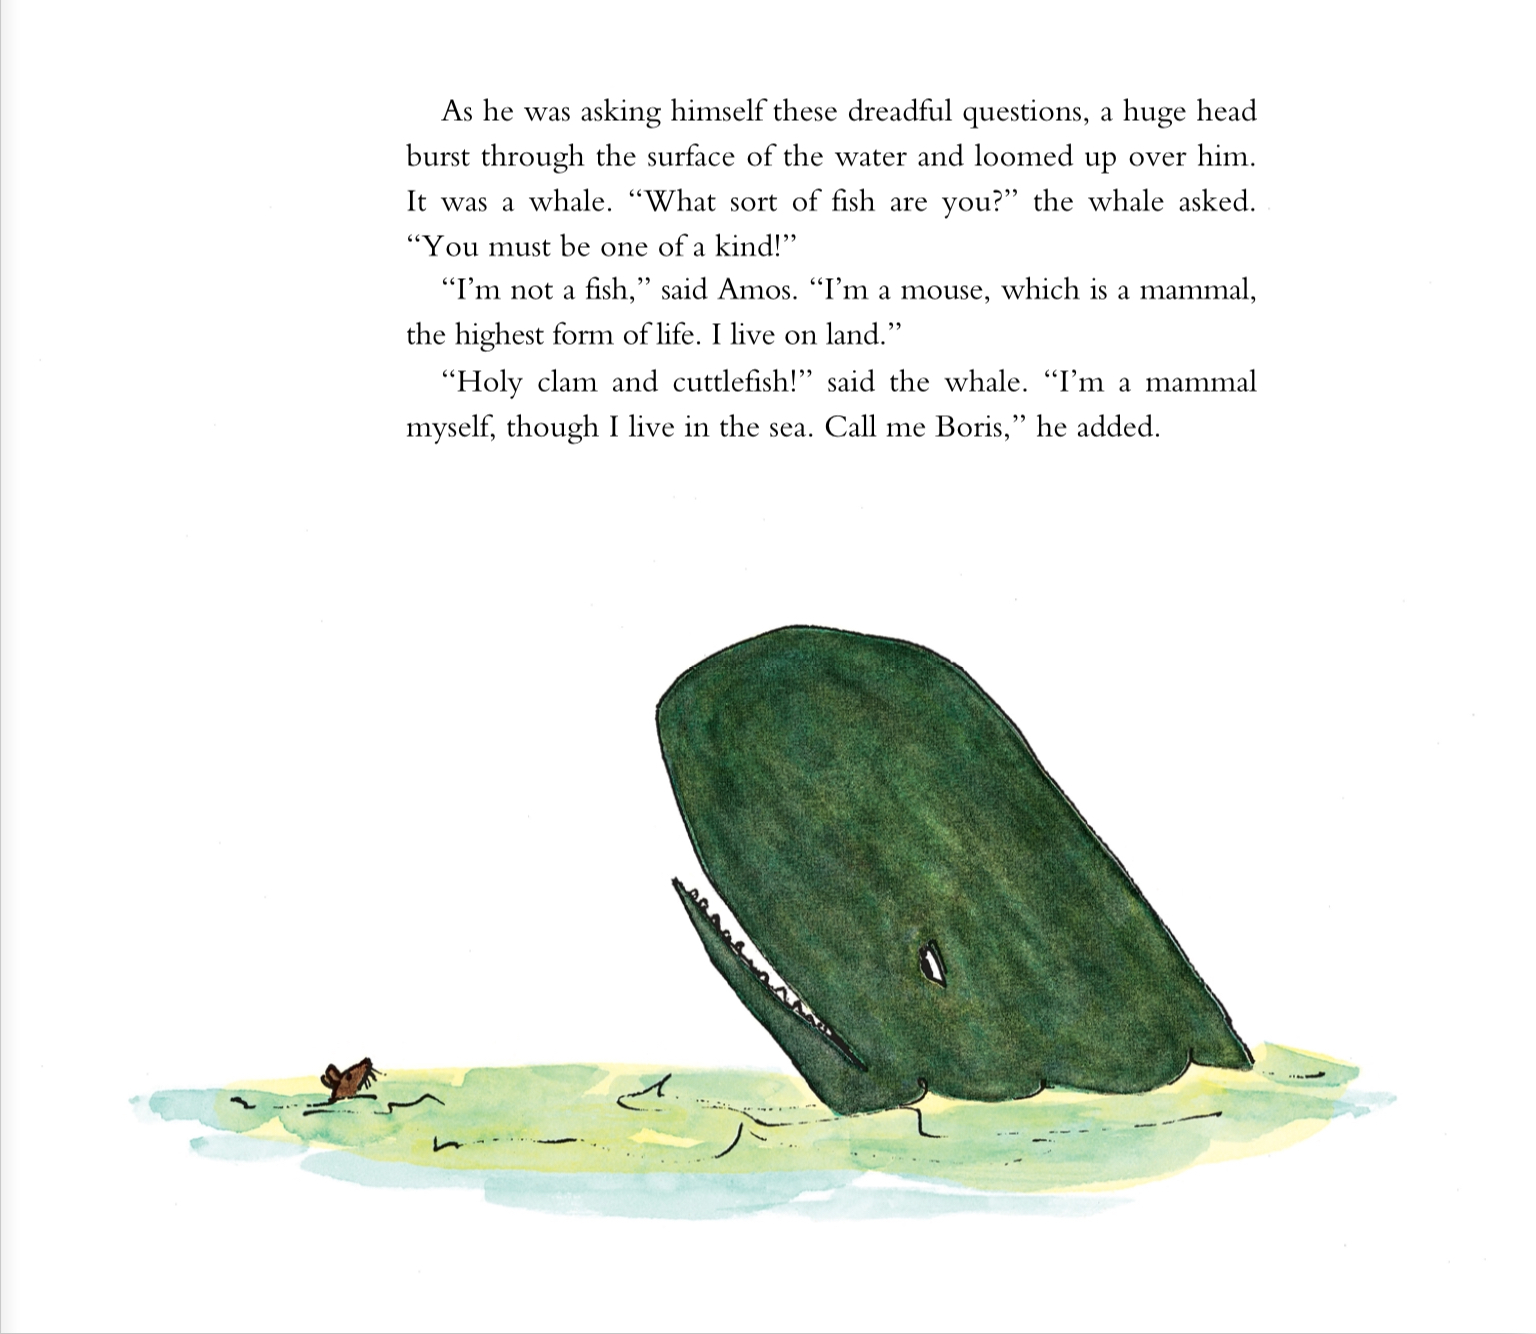 As he was asking himself these dreadful questions, a huge head
burst through the surface of the water and loomed up over him.
It was a whale. “What sort of fish are you?” the whale asked.
“You must be one of a kind!”
“I’m not a fish,” said Amos. “I’m a mouse, which is a mammal,
the highest form of life. I live on land.”
“Holy clam and cuttlefish!” said the whale. “I’m a mammal
myself, though I live in the sea. Call me Boris,” he added.